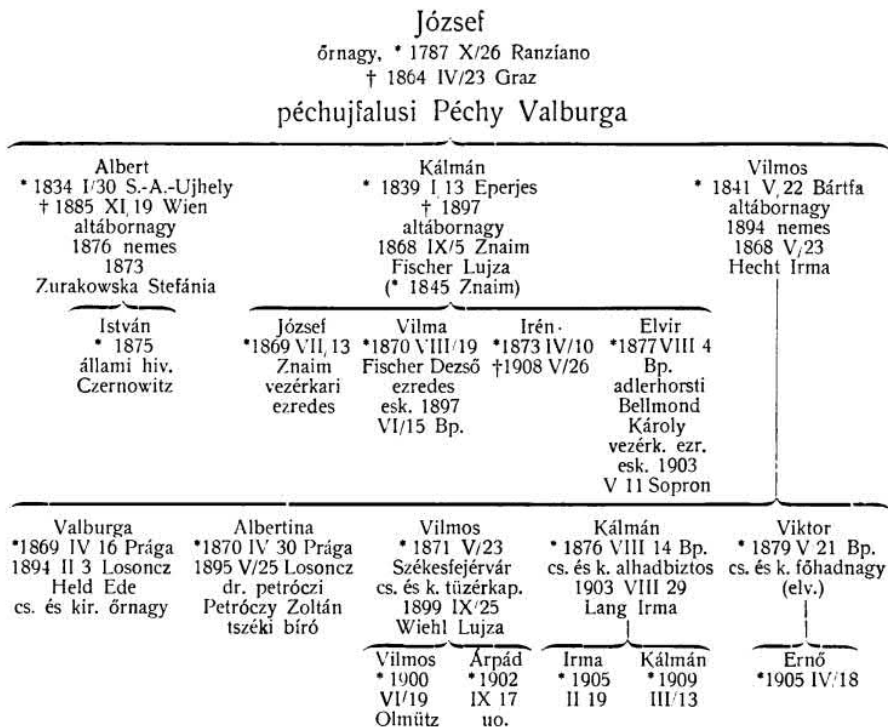 József
őrnagy, * 1787 X/26 Ranziano
† 1864 IV/23 Graz
péchujfalusi Péchy Valburga
Albert
* 1834 I/30 S.-A.-Ujhely
† 1885 XI, 19 Wien
altábornagy
1876 nemes
1873
Zurakowska Stefánia
Kálmán
* 1839 I, 13 Eperjes
† 1897
altábornagy
1868 IX/5 Znaim
Fischer Lujza
(* 1845 Znaim)
Vilmos
* 1841 V, 22 Bártfa
altábornagy
1894 nemes
1868 V/23
Hecht Irma
István
* 1875
állami hiv.
Czernowitz
József
*1869 VII, 13
Znaim
vezérkari
ezredes
Vilma
*1870 VIII/19
Fischer Dezső
ezredes
esk. 1897
VI/15 Bp.
Irén
*1873 IV/10
†1908 V/26
Elvir
*1877 VIII 4
Bp.
adlerhorsti
Bellmond
Károly
vezérk. ezr.
esk. 1903
V 11 Sopron
Valburga
*1869 IV 16 Prága
1894 II 3 Losoncz
Held Ede
cs. és kir. őrnagy
Albertina
*1870 IV 30 Prága
1895 V/25 Losoncz
dr. petróczi
Petróczy Zoltán
tszéki bíró
Vilmos
* 1871 V/23
Székesfejérvár
cs. és k. tüzérkap.
1899 IX/25
Wiehl Lujza
Kálmán
* 1876 VIII 14 Bp.
cs. és k. alhadbiztos
1903 VIII 29
Lang Irma
Viktor
* 1879 V 21 Bp.
cs. és k. főhadnagy
(elv.)
Vilmos
* 1900
VI/19
Olmütz
Árpád
* 1902
IX 17
uo.
Irma
* 1905
II 19
Kálmán
* 1909
III/13
Ernő
*1905 IV/18